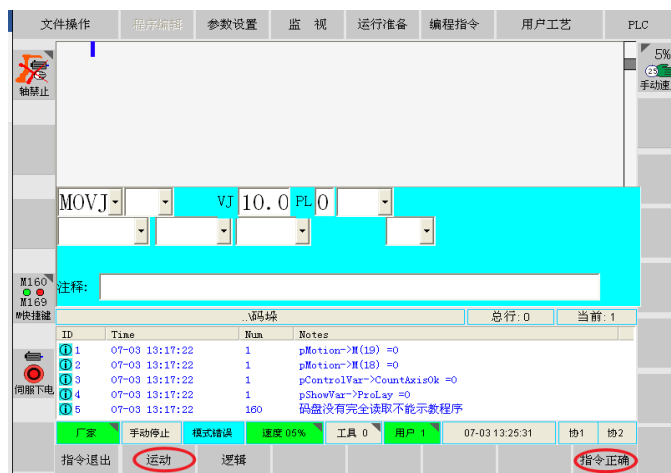 文件操作 程序编辑 参数设置 监 视 运行准备 编程指令 用户工艺 PLC
5%
25
手动速
轴禁止
MOVJ VJ 10.0 PL 0
M160
M169
M快捷键
注释:
..\码垛 总行: 0 当前: 1
ID Time Num Notes
1 07-03 13:17:22 1 pMotion->M(19) =0
2 07-03 13:17:22 1 pMotion->M(18) =0
3 07-03 13:17:22 1 pControlVar->CountAxisOk =0
4 07-03 13:17:22 1 pShowVar->ProLay =0
5 07-03 13:17:22 160 码盘没有完全读取不能示教程序
伺服下电
厂家 手动停止 模式错误 速度 05% 工具 0 用户 1 07-03 13:25:31 协1 协2
指令退出 运动 逻辑 指令正确